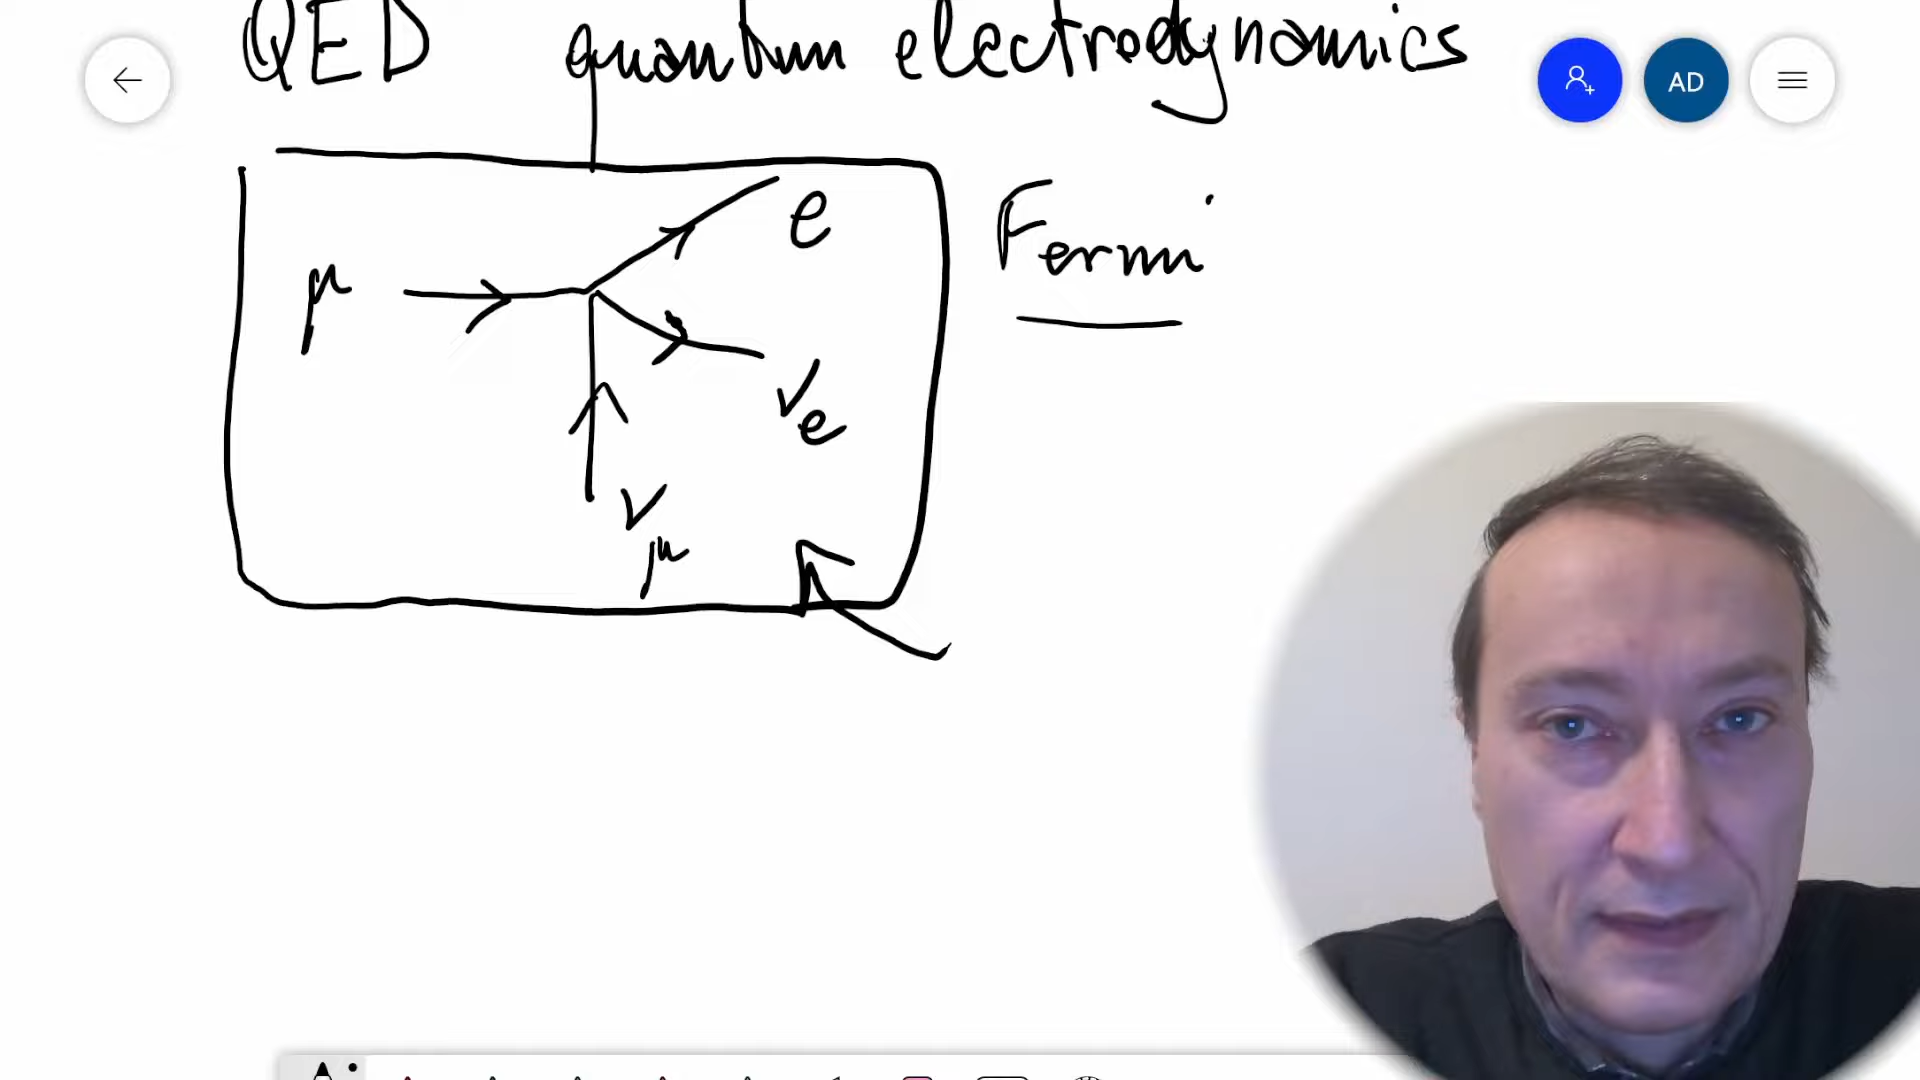 QED quantum electrodynamics
AD
e
Fermi
μ
νe
νμ